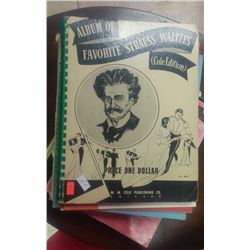 ALBUM OF
FAVORITE STRAUSS WALTZES
(Cole Edition)
PRICE ONE DOLLAR
M. M. COLE PUBLISHING CO.